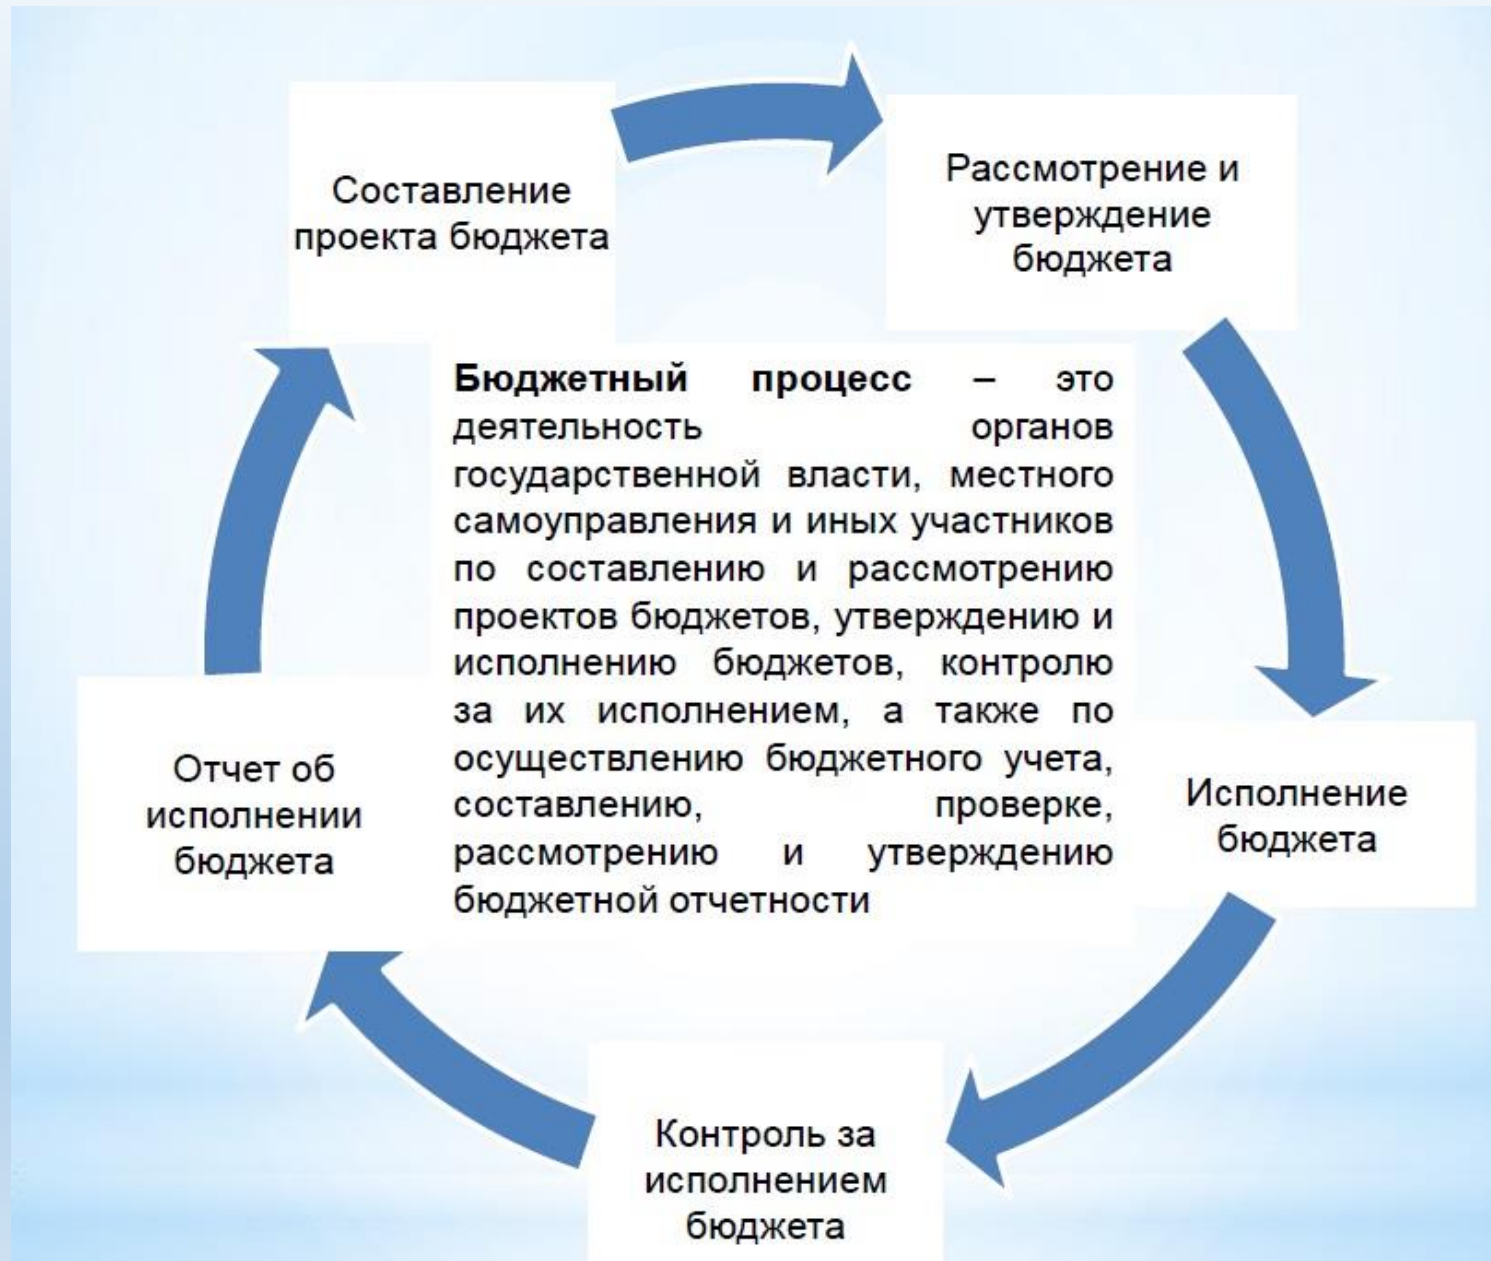 Составление
проекта бюджета
Рассмотрение и
утверждение
бюджета
Бюджетный процесс – это
деятельность органов
государственной власти, местного
самоуправления и иных участников
по составлению и рассмотрению
проектов бюджетов, утверждению и
исполнению бюджетов, контролю
за их исполнением, а также по
осуществлению бюджетного учета,
составлению, проверке,
рассмотрению и утверждению
бюджетной отчетности
Исполнение
бюджета
Контроль за
исполнением
бюджета
Отчет об
исполнении
бюджета